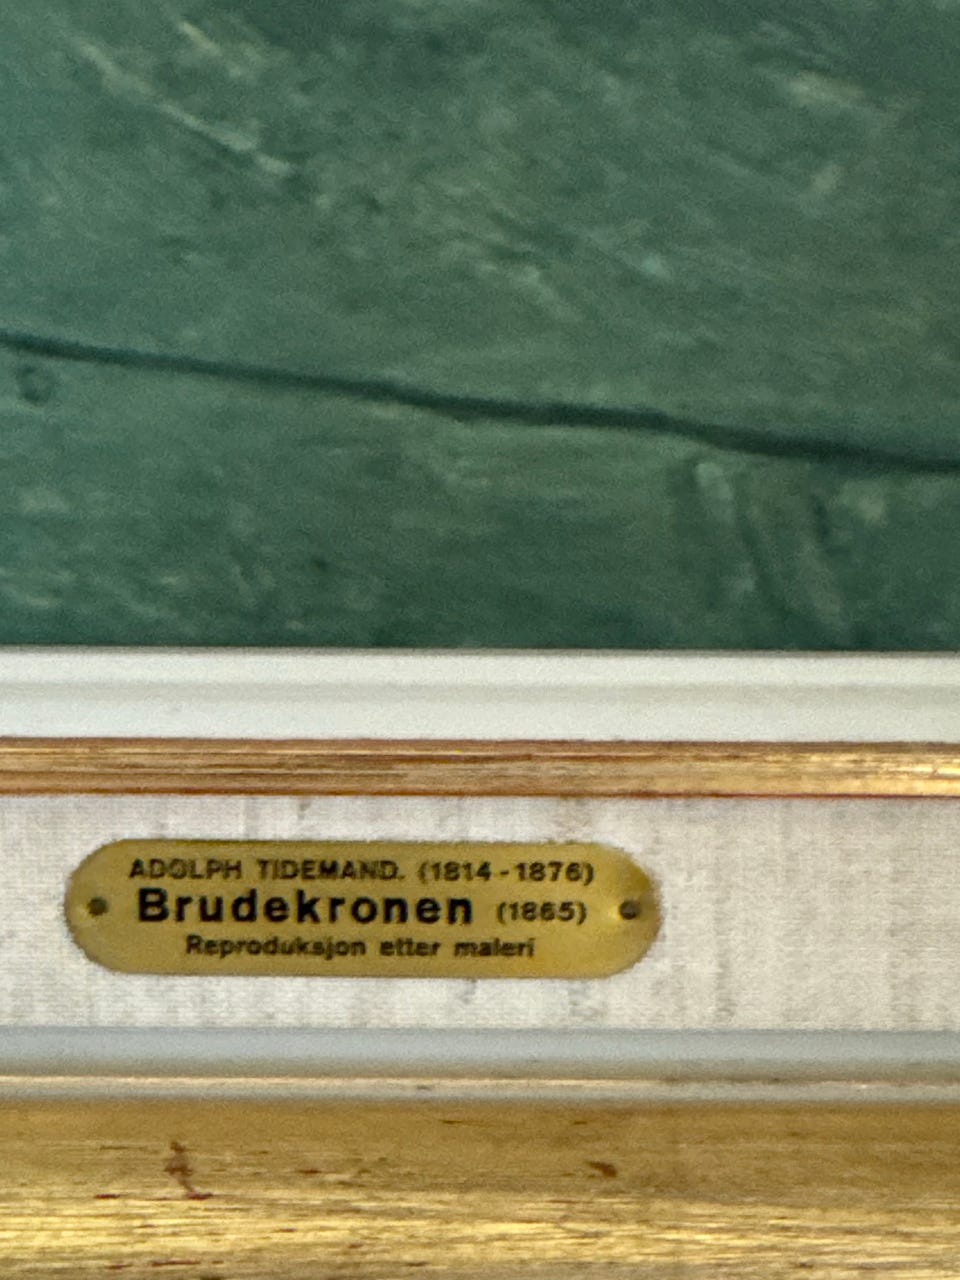 ADOLPH TIDEMAND. (1814-1876)
Brudekronen (1865)
Reproduksjon etter maleri